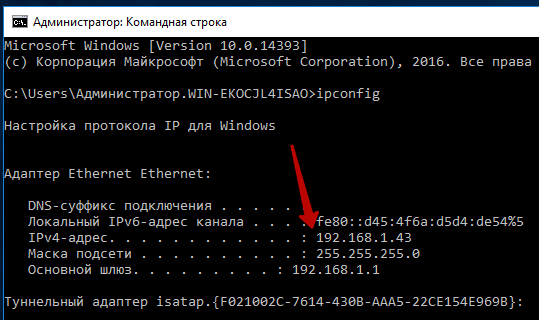 Администратор: Командная строка
Microsoft Windows [Version 10.0.14393]
(c) Корпорация Майкрософт (Microsoft Corporation), 2016. Все права
C:\Users\Администратор.WIN-EKOCJL4ISAO>ipconfig
Настройка протокола IP для Windows
Адаптер Ethernet Ethernet:
DNS-суффикс подключения . . . . . :
Локальный IPv6-адрес канала . . . : fe80::d45:4f6a:d5d4:de54%5
IPv4-адрес. . . . . . . . . . . . : 192.168.1.43
Маска подсети . . . . . . . . . . : 255.255.255.0
Основной шлюз. . . . . . . . . : 192.168.1.1
Туннельный адаптер isatap.{F021002C-7614-430B-AAA5-22CE154E969B}: